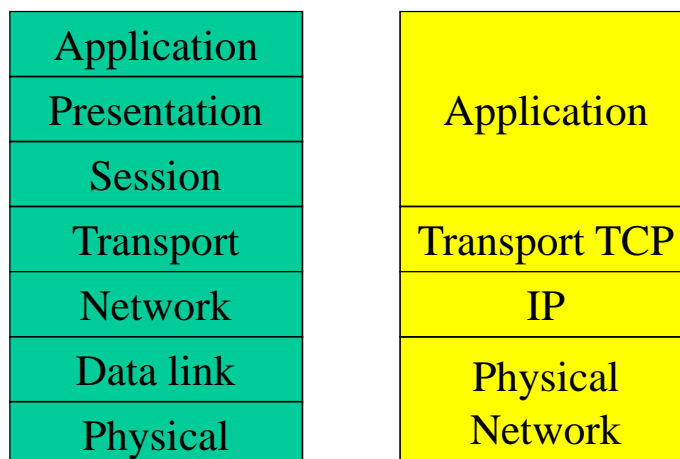 Application
Presentation
Session
Transport
Network
Data link
Physical
Application
Transport TCP
IP
Physical
Network